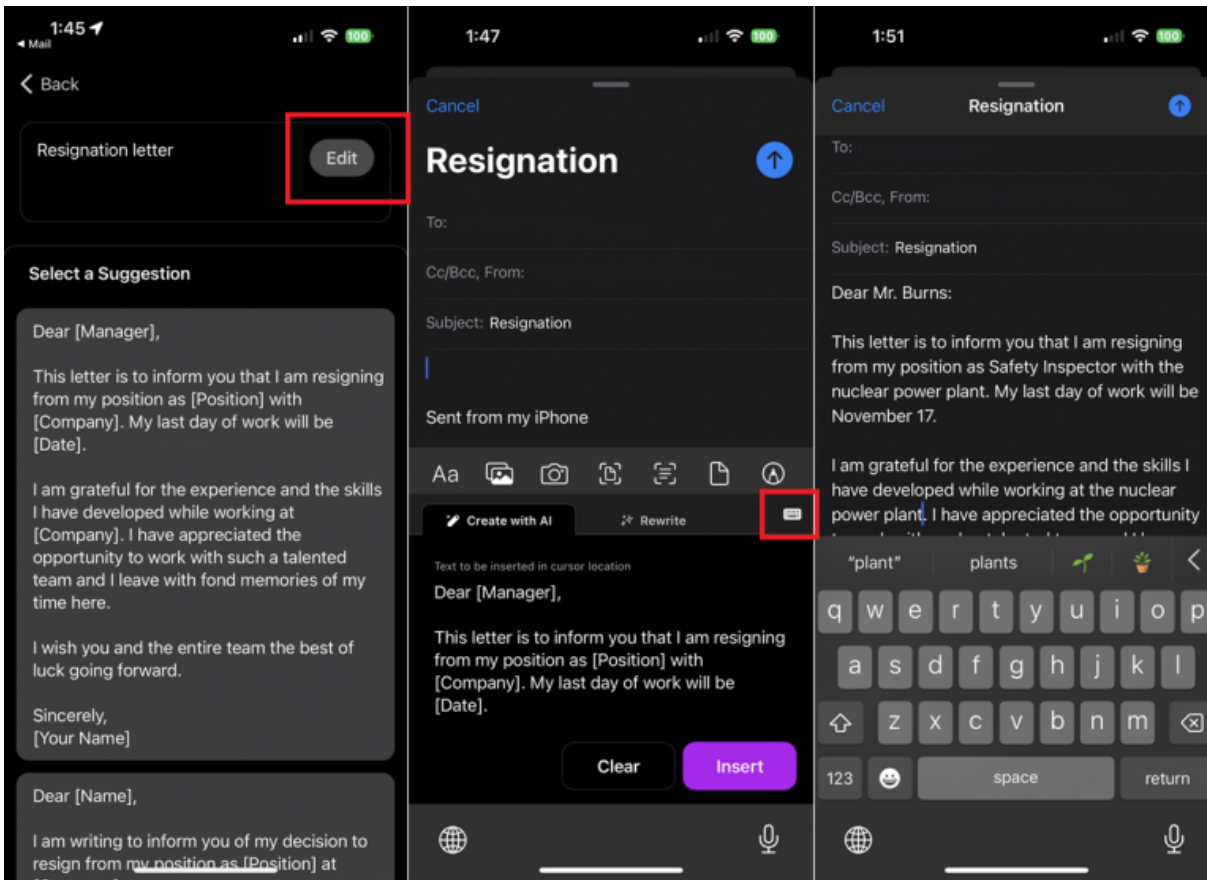 1:45
Mail
100
Back
Resignation letter
Edit
Select a Suggestion
Dear [Manager],
This letter is to inform you that I am resigning
from my position as [Position] with
[Company]. My last day of work will be
[Date].
I am grateful for the experience and the skills
I have developed while working at
[Company]. I have appreciated the
opportunity to work with such a talented
team and I leave with fond memories of my
time here.
I wish you and the entire team the best of
luck going forward.
Sincerely,
[Your Name]
Dear [Name],
I am writing to inform you of my decision to
resign from my position as [Position] at
1:47
100
Cancel
Resignation
To:
Cc/Bcc, From:
Subject: Resignation
Sent from my iPhone
Aa
Create with AI
Rewrite
Text to be inserted in cursor location
Dear [Manager],
This letter is to inform you that I am resigning
from my position as [Position] with
[Company]. My last day of work will be
[Date].
Clear
Insert
1:51
100
Cancel
Resignation
To:
Cc/Bcc, From:
Subject: Resignation
Dear Mr. Burns:
This letter is to inform you that I am resigning
from my position as Safety Inspector with the
nuclear power plant. My last day of work will be
November 17.
I am grateful for the experience and the skills I
have developed while working at the nuclear
power plant. I have appreciated the opportunity
“plant” plants
q w e r t y u i o p
a s d f g h j k l
z x c v b n m
123 space return